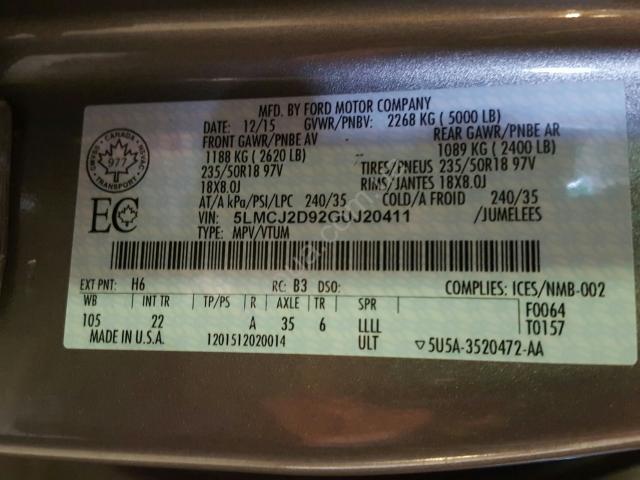 MFD. BY FORD MOTOR COMPANY
DATE: 12/15 GVWR/PNBV: 2268 KG ( 5000 LB)
FRONT GAWR/PNBE AV REAR GAWR/PNBE AR
1188 KG ( 2620 LB) 1089 KG ( 2400 LB)
235/50R18 97V TIRES/PNEUS 235/50R18 97V
18X8.0J RIMS/JANTES 18X8.0J
AT/A kPa/PSI/LPC 240/35 COLD/A FROID 240/35
VIN: 5LMCJ2D92GUJ20411 /JUMELEES
TYPE: MPV/VTUM
CANADA
977
TRANSPORT
EC
EXT PNT: H6 RC: B3 DSO: COMPLIES: ICES/NMB-002
WB INT TR TP/PS R AXLE TR SPR F0064
105 22 A 35 6 LLLL T0157
MADE IN U.S.A. 1201512020014 ULT ▽5U5A-3520472-AA